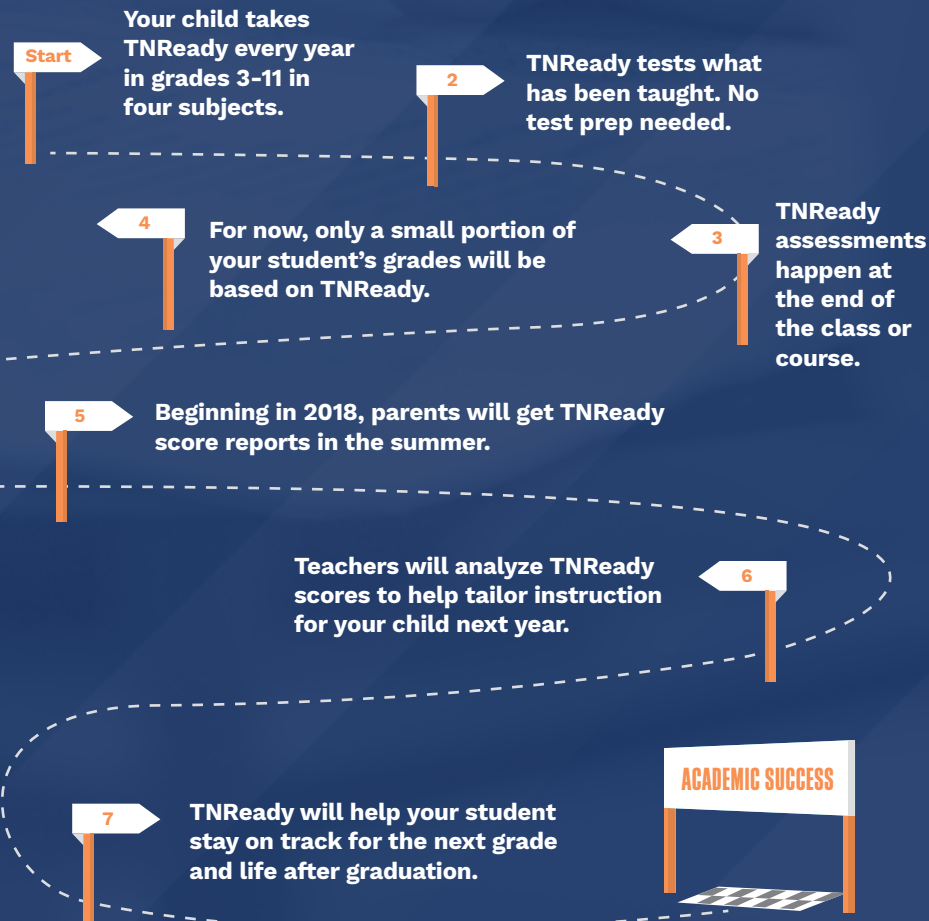 Start
Your child takes
TNReady every year
in grades 3-11 in
four subjects.
2
TNReady tests what
has been taught. No
test prep needed.
3
TNReady
assessments
happen at
the end of
the class or
course.
4
For now, only a small portion of
your student’s grades will be
based on TNReady.
5
Beginning in 2018, parents will get TNReady
score reports in the summer.
6
Teachers will analyze TNReady
scores to help tailor instruction
for your child next year.
7
TNReady will help your student
stay on track for the next grade
and life after graduation.
ACADEMIC SUCCESS